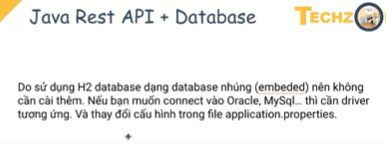 Java Rest API + Database
TECHZ
Do sử dụng H2 database dạng database nhúng (embeded) nên không
cần cài thêm. Nếu bạn muốn connect vào Oracle, MySql... thì cần driver
tương ứng. Và thay đổi cấu hình trong file application.properties.